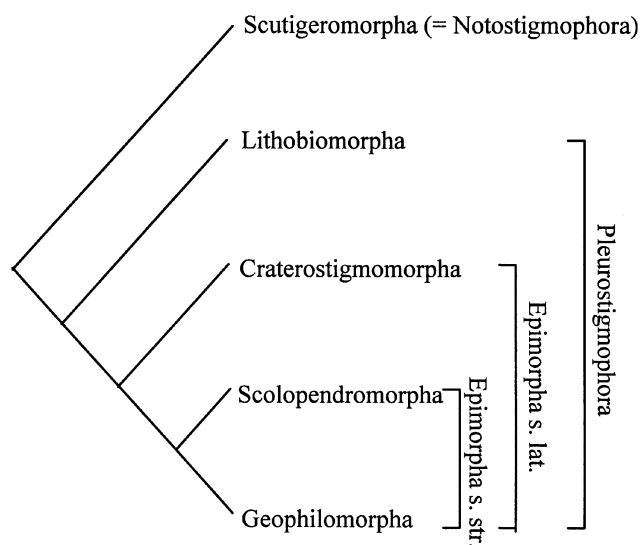 Scutigeromorpha (= Notostigmophora)
Lithobiomorpha
Craterostigmomorpha
Scolopendromorpha
Geophilomorpha
Epimorpha s. str.
Epimorpha s. lat.
Pleurostigmophora